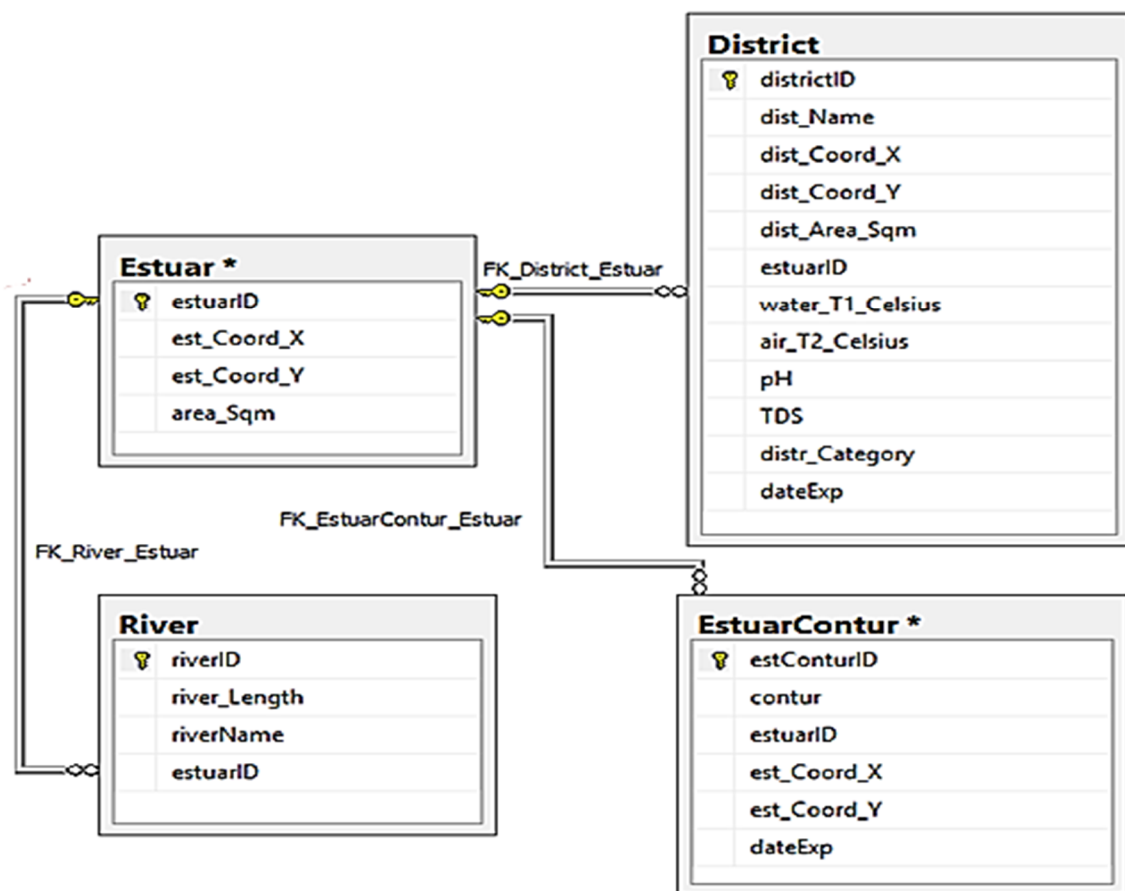 District
districtID
dist_Name
dist_Coord_X
dist_Coord_Y
dist_Area_Sqm
estuarID
water_T1_Celsius
air_T2_Celsius
pH
TDS
distr_Category
dateExp
Estuar *
estuarID
est_Coord_X
est_Coord_Y
area_Sqm
FK_District_Estuar
FK_EstuarContur_Estuar
FK_River_Estuar
River
riverID
river_Length
riverName
estuarID
EstuarContur *
estConturID
contur
estuarID
est_Coord_X
est_Coord_Y
dateExp